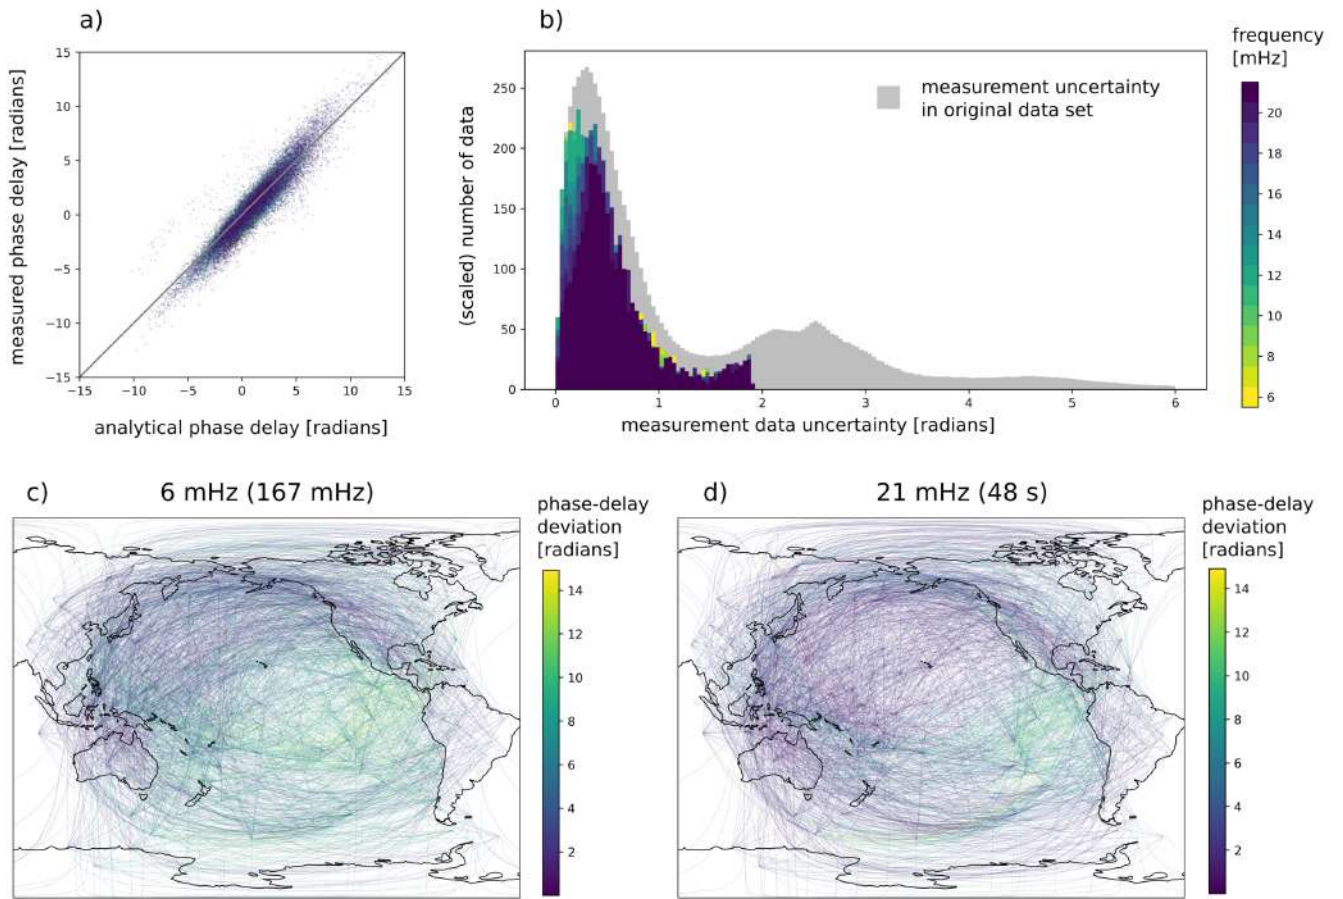 a)
measured phase delay [radians]
15
10
5
0
−5
−10
−15
−15
−10
−5
0
5
10
15
analytical phase delay [radians]
b)
(scaled) number of data
250
200
150
100
50
0
0
1
2
3
4
5
6
measurement data uncertainty [radians]
measurement uncertainty
in original data set
frequency
[mHz]
20
18
16
14
12
10
8
6
c)
6 mHz (167 mHz)
phase-delay
deviation
[radians]
14
12
10
8
6
4
2
d)
21 mHz (48 s)
phase-delay
deviation
[radians]
14
12
10
8
6
4
2